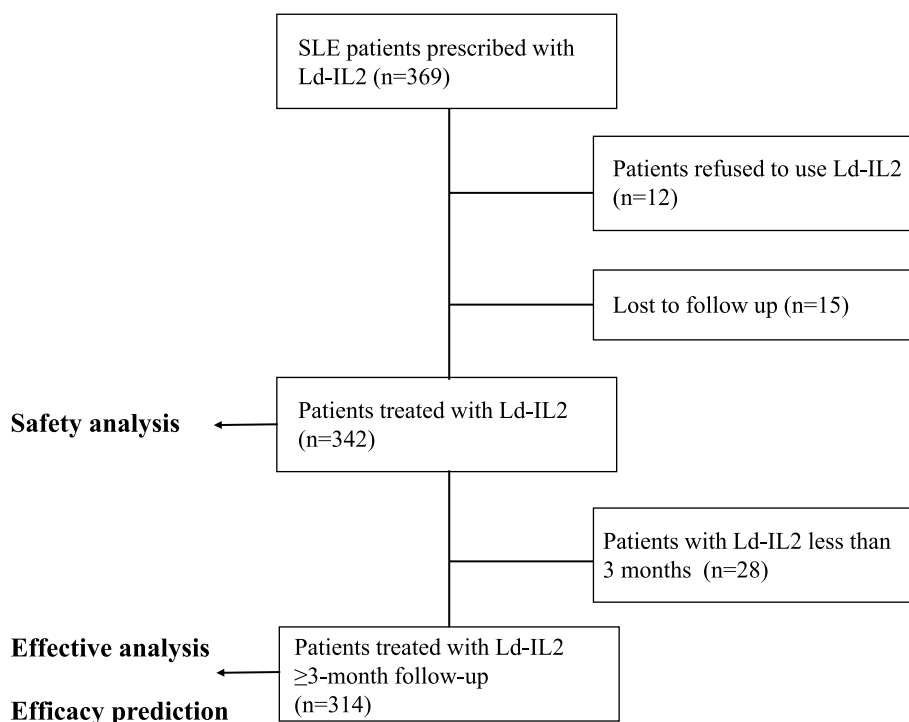 SLE patients prescribed with
Ld-IL2 (n=369)
Patients refused to use Ld-IL2
(n=12)
Lost to follow up (n=15)
Safety analysis
Patients treated with Ld-IL2
(n=342)
Patients with Ld-IL2 less than
3 months (n=28)
Effective analysis
Efficacy prediction
Patients treated with Ld-IL2
≥3-month follow-up
(n=314)